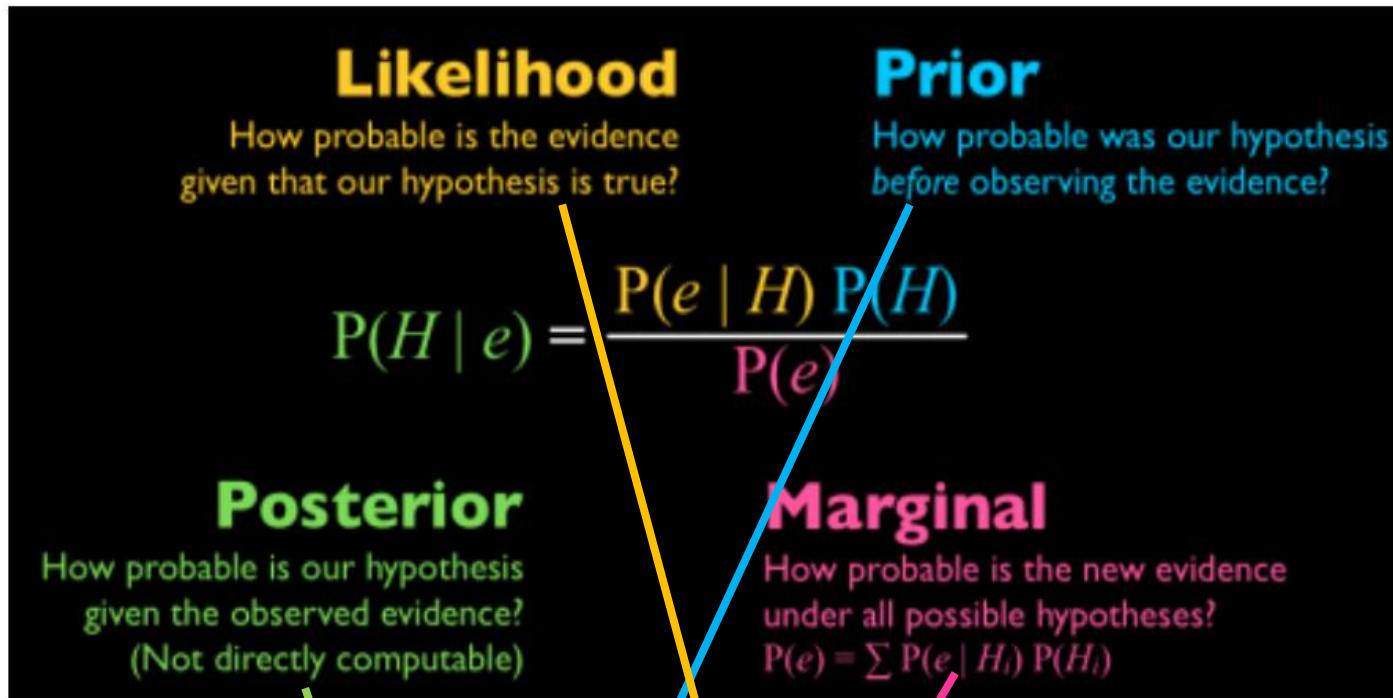 Likelihood
How probable is the evidence
given that our hypothesis is true?
Prior
How probable was our hypothesis
before observing the evidence?
P(H | e) = P(e | H) P(H) / P(e)
Posterior
How probable is our hypothesis
given the observed evidence?
(Not directly computable)
Marginal
How probable is the new evidence
under all possible hypotheses?
P(e) = ∑ P(e | Hᵢ) P(Hᵢ)